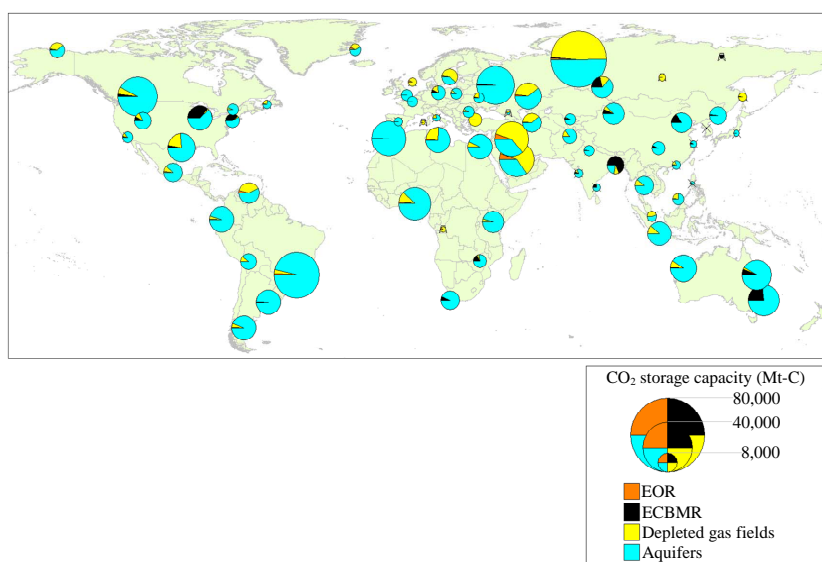 CO₂ storage capacity (Mt-C)
80,000
40,000
8,000
EOR
ECBMR
Depleted gas fields
Aquifers